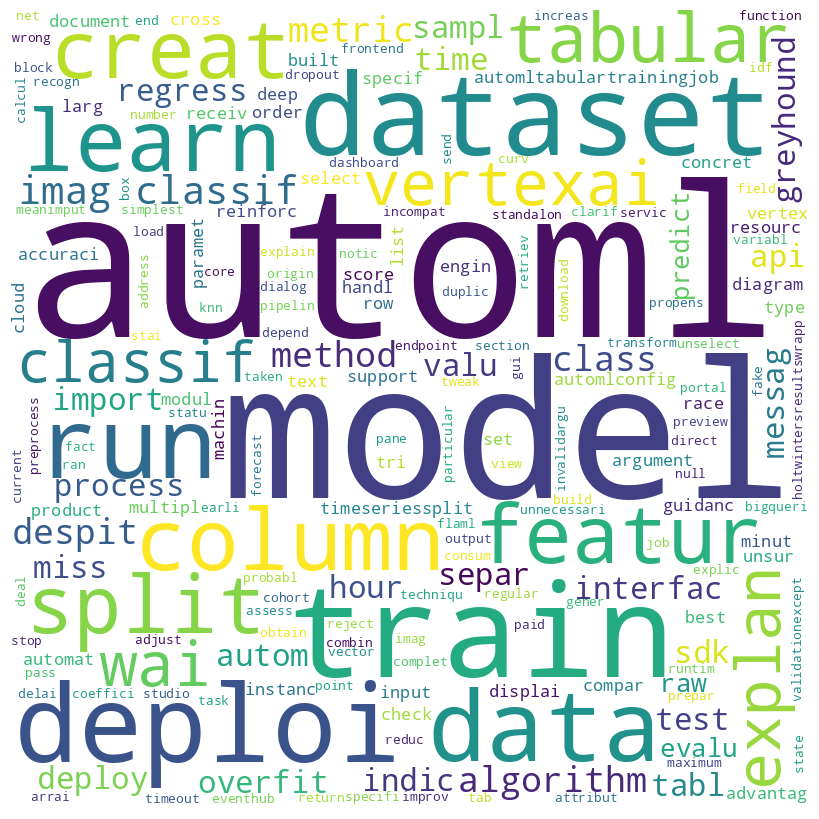 net
document
end
cross
metric
sampl
increas
function
wrong
creat
frontend
time
tabular
block
recogn
built
dropout
specif
automltabulartrainingjob
idf
calcul
larg
regress
deep
number
receiv
order
dataset
greyhound
learn
dashboard
send
curv
concret
box
imag
classif
select
vertexai
field
vertex
meanimput
simplest
reinforc
incompat
standalon
clarif
servic
resourc
variabl
load
accuraci
paramet
explain
notic
list
retriev
download
predict
api
address
origin
dialog
score
score
engin
duplic
handl
row
propens
diagram
cloud
knn
pipelin
type
automl
stai
depend
endpoint
section
transform
unselect
swrapp
classif
method
gui
valu
class
taken
text
support
tweak
automlconfig
portal
fake
messag
import
modul
statu
machin
race
preview
preprocess
fact
ran
run
model
forecast
pane
tri
particular
set
view
invalidargu
argument
direct
null
holtwintersresult
current
process
build
product
multipl
earli
timeseriessplit
unnecessari
guidanc
bigqueri
despit
column
flaml
featur
minut
miss
output
consum
job
unsur
deal
probabl
hour
separ
interfac
explic
split
cohort
techniqu
regular
gener
assess
best
validationexcept
stop
adjust
obtain
reject
combin
imag
paid
train
sdk
explan
automat
pass
wai
autom
vector
complet
runtim
delai
coeffici
studio
task
instanc
point
input
displai
compar
raw
prepar
deploi
check
data
test
reduc
evalu
state
maximum
deploy
overfit
indic
algorithm
tabl
advantag
tab
arrai
timeout
eventhub
return
specifi
improv
attribut